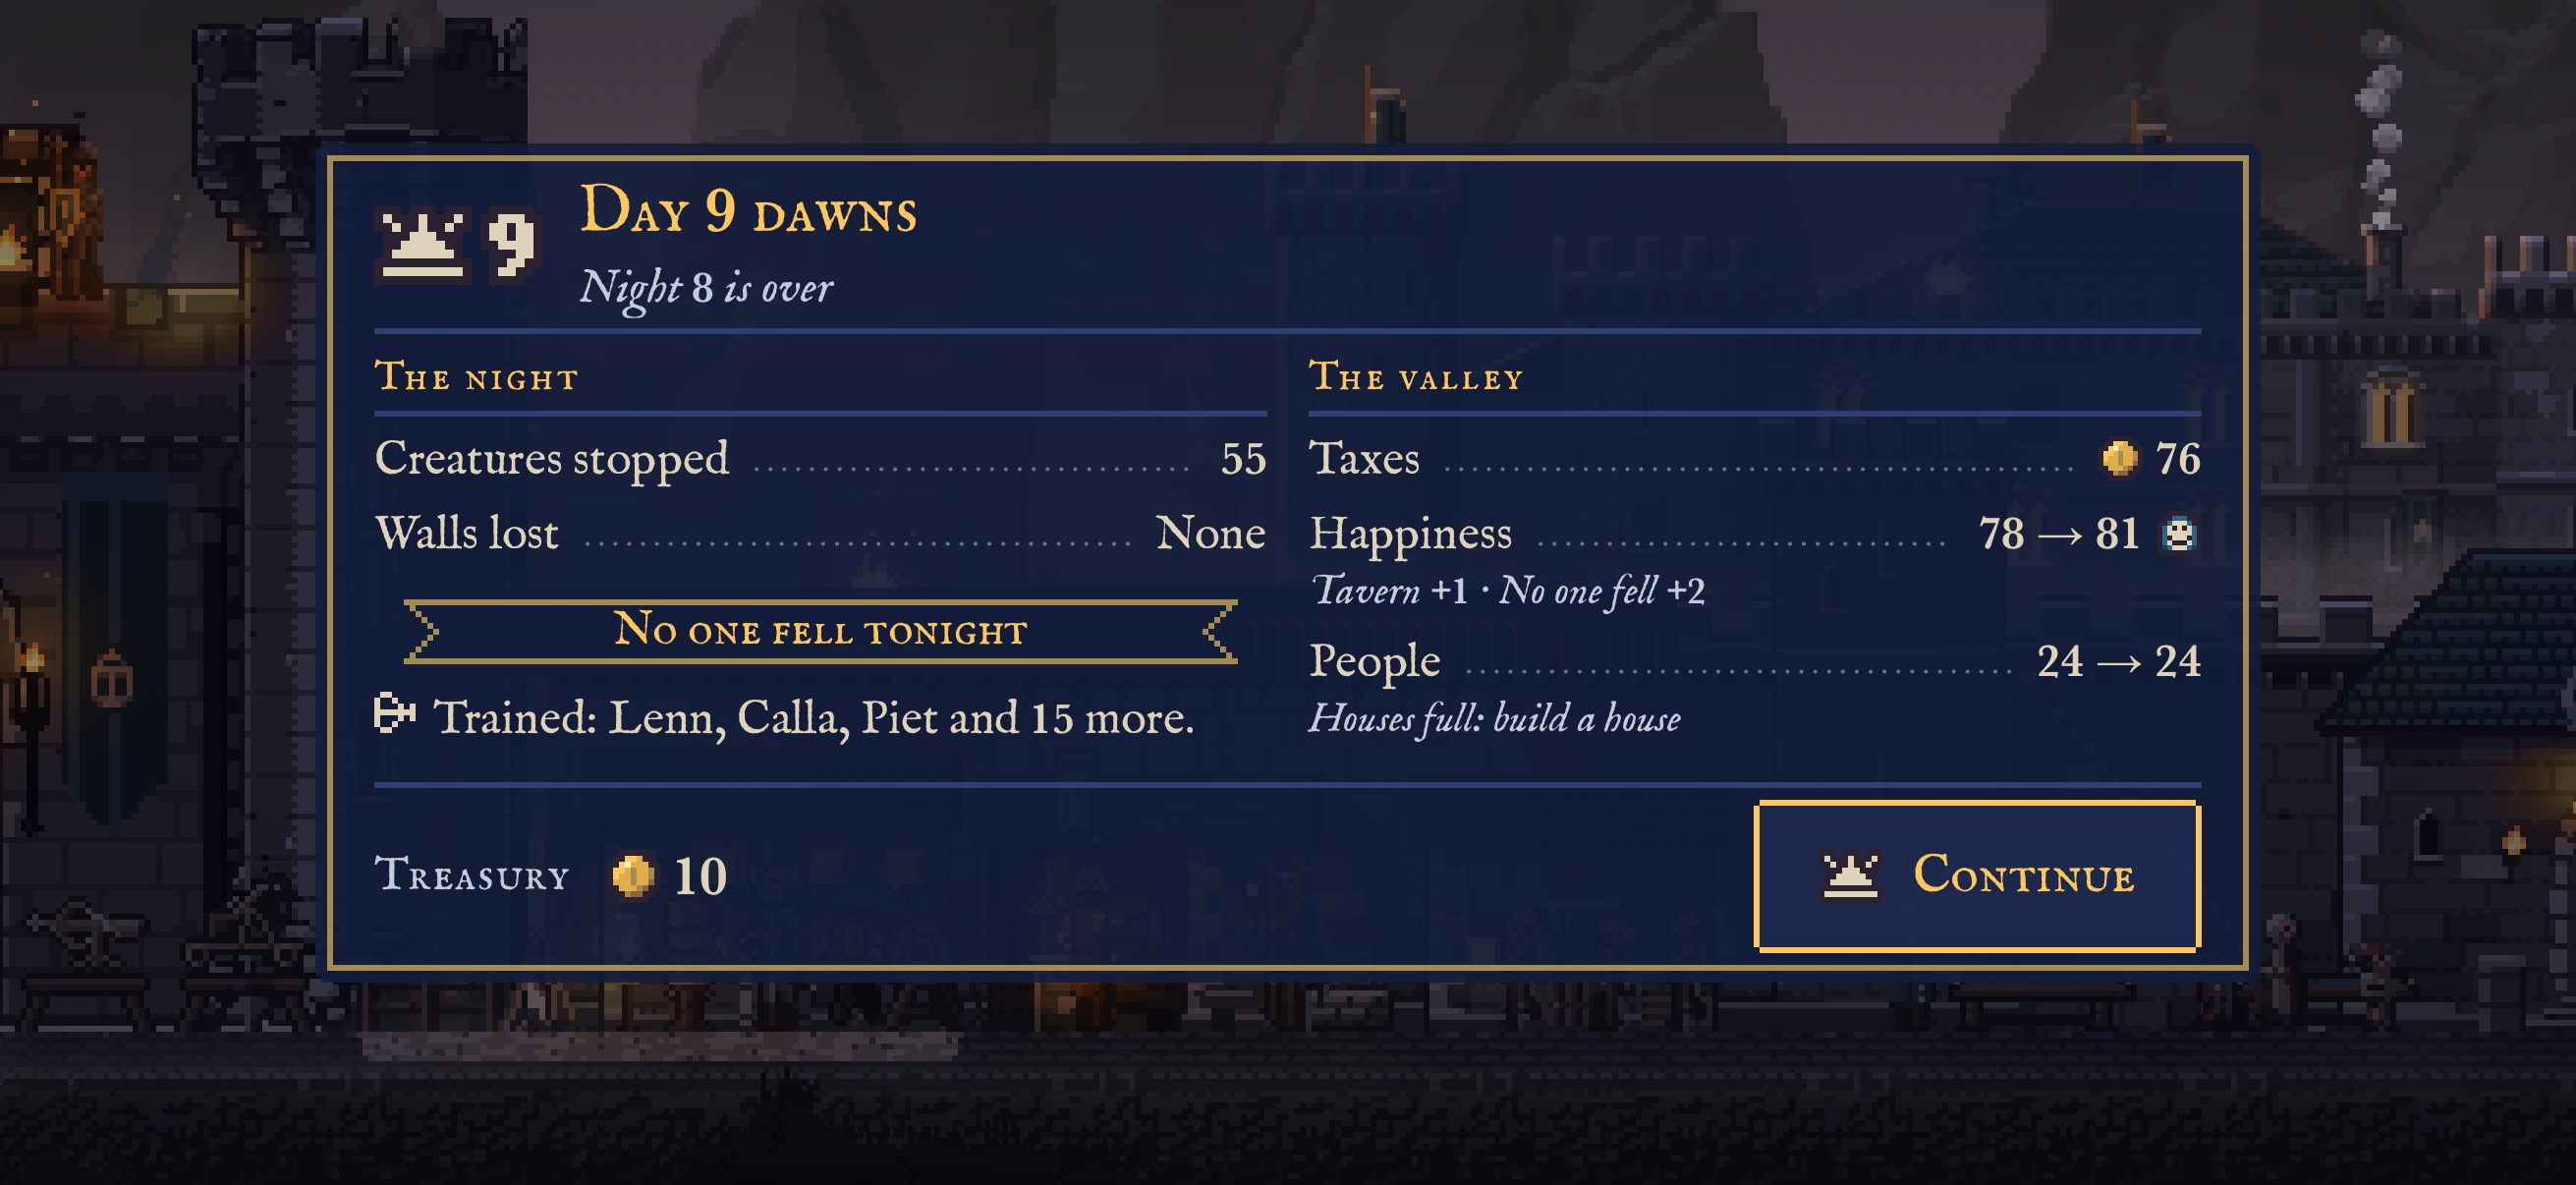 9
Day 9 dawns
Night 8 is over
The night
Creatures stopped 55
Walls lost None
No one fell tonight
Trained: Lenn, Calla, Piet and 15 more.
The valley
Taxes 76
Happiness 78 → 81
Tavern +1 · No one fell +2
People 24 → 24
Houses full: build a house
Treasury 10
Continue